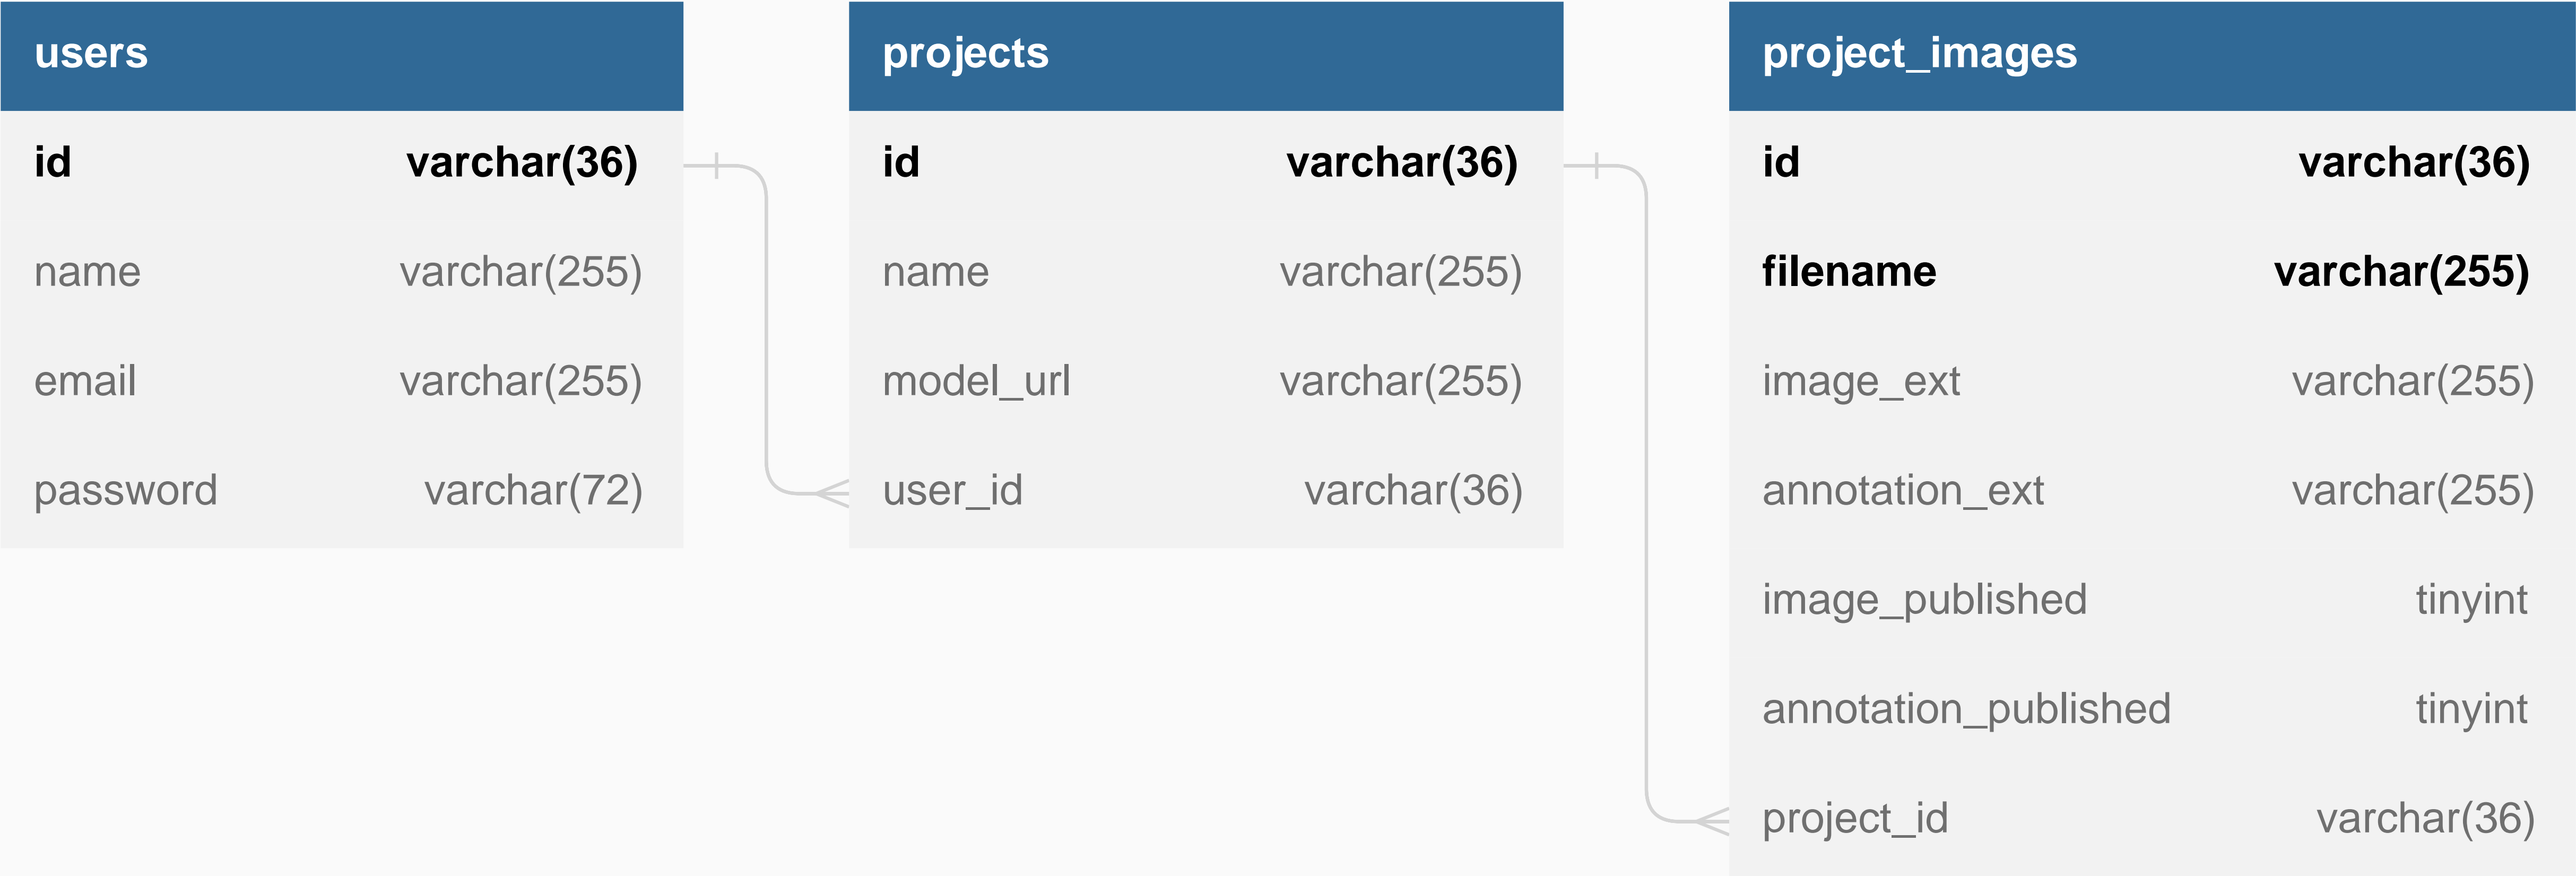 users
id varchar(36)
name varchar(255)
email varchar(255)
password varchar(72)
projects
id varchar(36)
name varchar(255)
model_url varchar(255)
user_id varchar(36)
project_images
id varchar(36)
filename varchar(255)
image_ext varchar(255)
annotation_ext varchar(255)
image_published tinyint
annotation_published tinyint
project_id varchar(36)